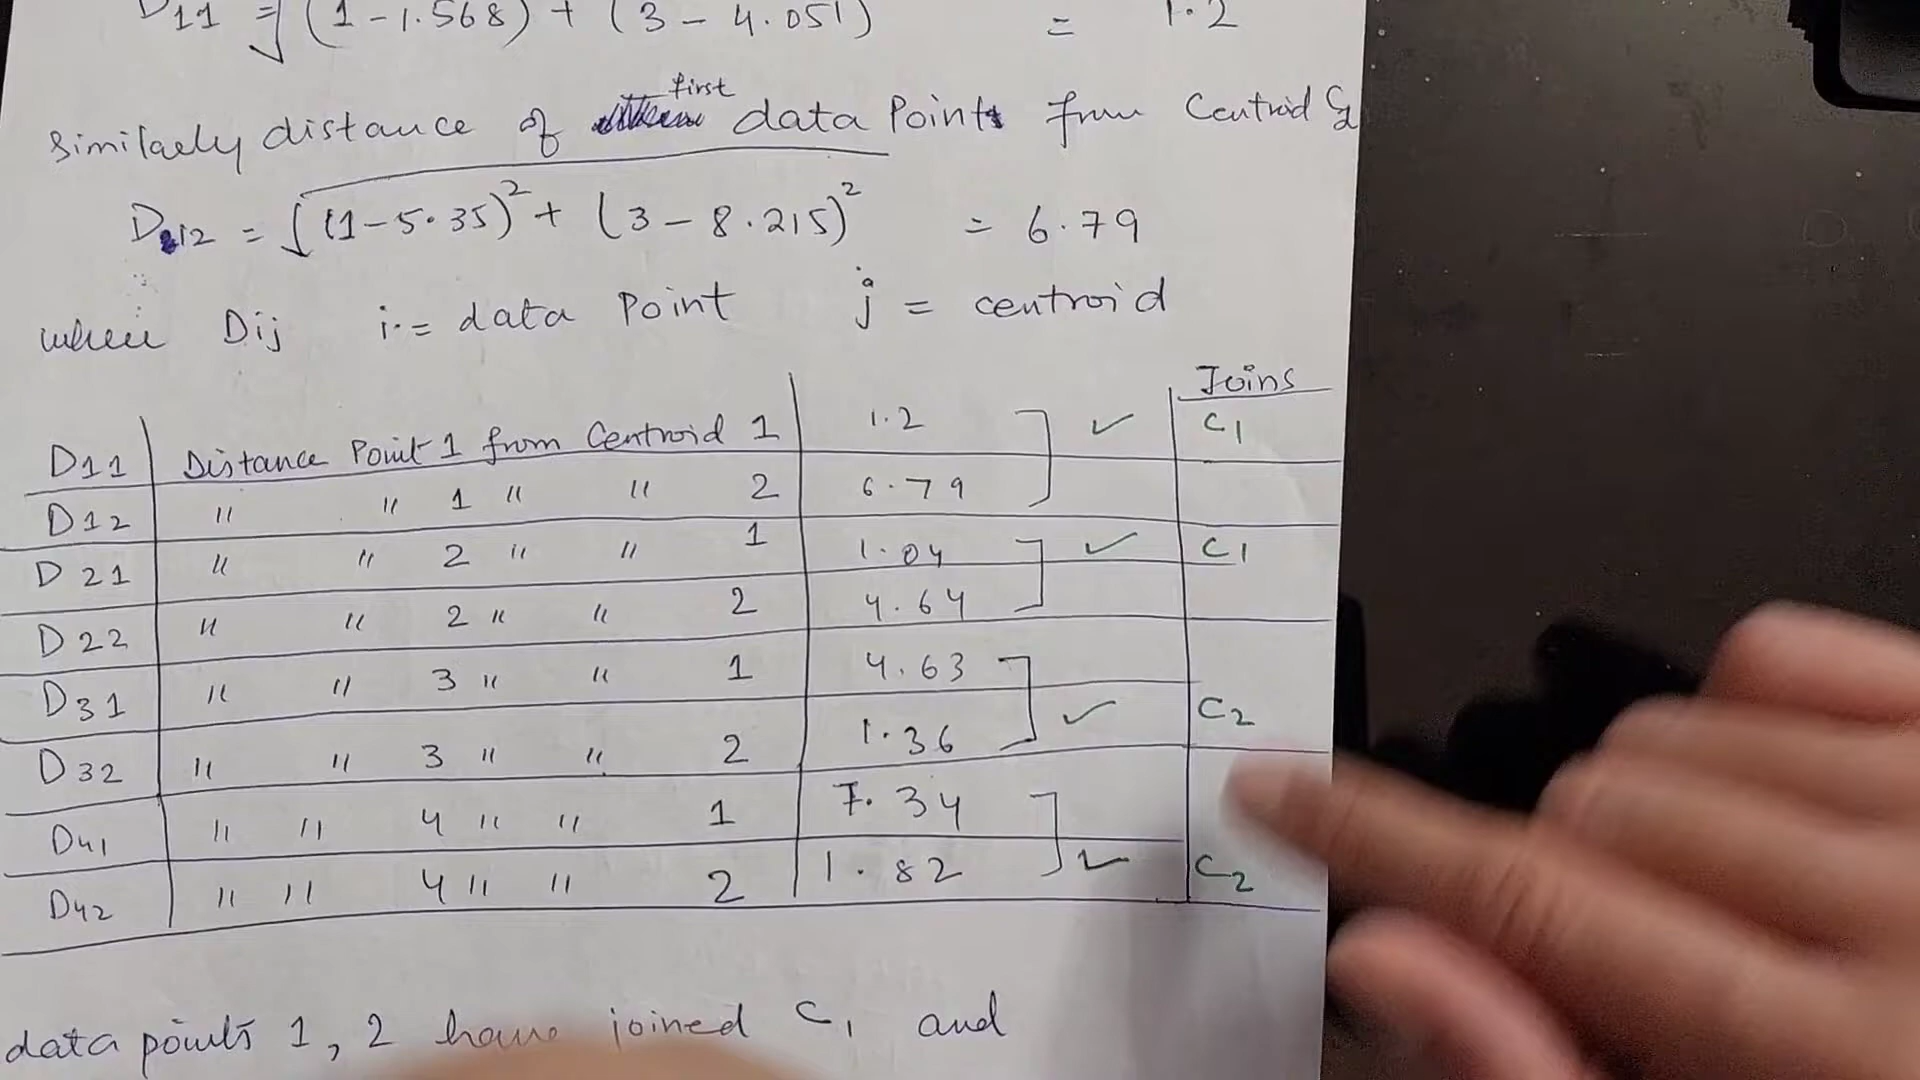 D11 = √(1-1.568) + (3-4.051) = 1.2
Similarly distance of first data Point from Centroid C2
D12 = √(1-5.35)² + (3-8.215)² = 6.79
where Dij i = data Point j = centroid
Joins
D11 Distance Point 1 from Centroid 1 1.2 ✓ C1
D12 " " 1 " " 2 6.79
D21 " " 2 " " 1 1.04 ✓ C1
D22 " " 2 " " 2 4.64
D31 " " 3 " " 1 4.63
D32 " " 3 " " 2 1.36 ✓ C2
D41 " " 4 " " 1 7.34
D42 " " 4 " " 2 1.82 ✓ C2
data points 1, 2 have joined C1 and